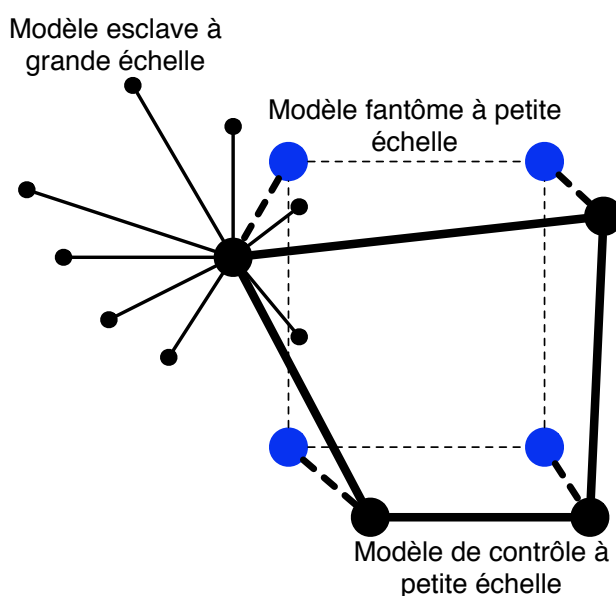 Modèle esclave à
grande échelle
Modèle fantôme à petite
échelle
Modèle de contrôle à
petite échelle